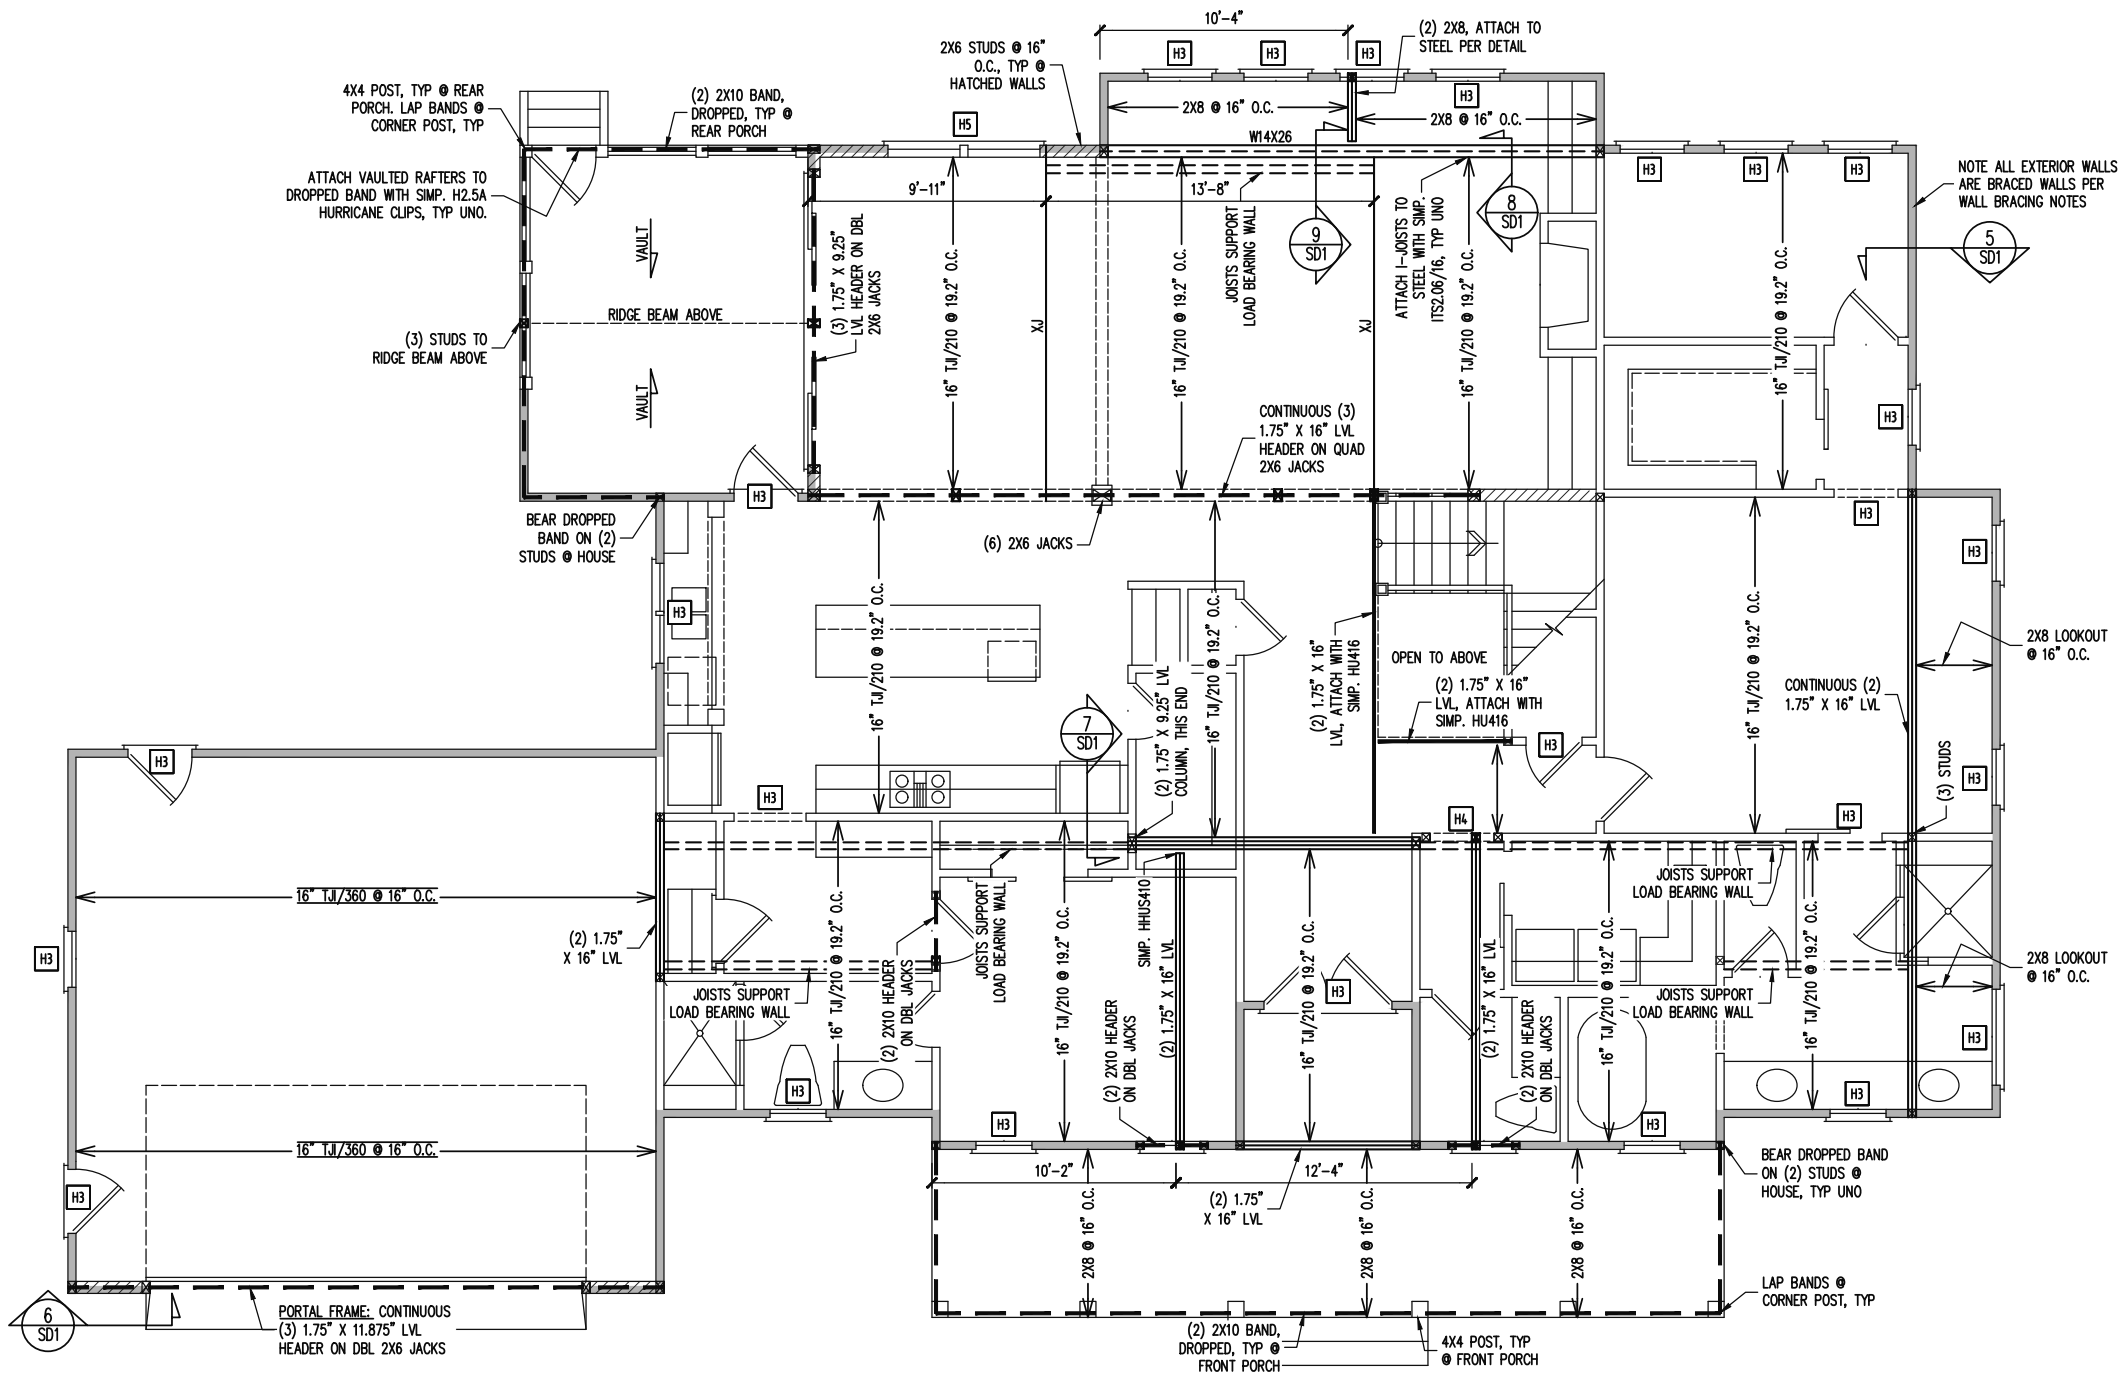 10'-4"
(2) 2X8, ATTACH TO
STEEL PER DETAIL
2X6 STUDS @ 16"
O.C., TYP @
HATCHED WALLS
H3
H3
H3
H3
4X4 POST, TYP @ REAR
PORCH. LAP BANDS @
CORNER POST, TYP
(2) 2X10 BAND,
DROPPED, TYP @
REAR PORCH
2X8 @ 16" O.C.
2X8 @ 16" O.C.
W14X26
H5
ATTACH VAULTED RAFTERS TO
DROPPED BAND WITH SIMP. H2.5A
HURRICANE CLIPS, TYP UNO.
9'-11"
13'-8"
H3
H3
H3
NOTE ALL EXTERIOR WALLS
ARE BRACED WALLS PER
WALL BRACING NOTES
VAULT
(3) 1.75" X 9.25"
LVL HEADER ON DBL
2X6 JACKS
16" TJI/210 @ 19.2" O.C.
XJ
16" TJI/210 @ 19.2" O.C.
JOISTS SUPPORT
LOAD BEARING WALL
9
SD1
XJ
ATTACH I-JOISTS TO
STEEL WITH SIMP.
ITS2.06/16, TYP UNO
16" TJI/210 @ 19.2" O.C.
8
SD1
16" TJI/210 @ 19.2" O.C.
5
SD1
RIDGE BEAM ABOVE
(3) STUDS TO
RIDGE BEAM ABOVE
VAULT
CONTINUOUS (3)
1.75" X 16" LVL
HEADER ON QUAD
2X6 JACKS
H3
H3
H3
BEAR DROPPED
BAND ON (2)
STUDS @ HOUSE
(6) 2X6 JACKS
H3
H3
16" TJI/210 @ 19.2" O.C.
16" TJI/210 @ 19.2" O.C.
(2) 1.75" X 16"
LVL, ATTACH WITH
SIMP. HU416
OPEN TO ABOVE
(2) 1.75" X 16"
LVL, ATTACH WITH
SIMP. HU416
16" TJI/210 @ 19.2" O.C.
2X8 LOOKOUT
@ 16" O.C.
CONTINUOUS (2)
1.75" X 16" LVL
7
SD1
(2) 1.75" X 9.25" LVL
COLUMN, THIS END
H3
H3
H3
(3) STUDS
H3
H4
H3
16" TJI/360 @ 16" O.C.
H3
(2) 1.75"
X 16" LVL
16" TJI/210 @ 19.2" O.C.
JOISTS SUPPORT
LOAD BEARING WALL
(2) 2X10 HEADER
ON DBL JACKS
JOISTS SUPPORT
LOAD BEARING WALL
16" TJI/210 @ 19.2" O.C.
SIMP. HHUS410
(2) 1.75" X 16" LVL
(2) 2X10 HEADER
ON DBL JACKS
16" TJI/210 @ 19.2" O.C.
H3
(2) 1.75" X 16" LVL
(2) 2X10 HEADER
ON DBL JACKS
16" TJI/210 @ 19.2" O.C.
JOISTS SUPPORT
LOAD BEARING WALL
JOISTS SUPPORT
LOAD BEARING WALL
16" TJI/210 @ 19.2" O.C.
2X8 LOOKOUT
@ 16" O.C.
H3
H3
H3
H3
H3
16" TJI/360 @ 16" O.C.
H3
10'-2"
12'-4"
BEAR DROPPED BAND
ON (2) STUDS @
HOUSE, TYP UNO
(2) 1.75"
X 16" LVL
2X8 @ 16" O.C.
2X8 @ 16" O.C.
2X8 @ 16" O.C.
6
SD1
PORTAL FRAME: CONTINUOUS
(3) 1.75" X 11.875" LVL
HEADER ON DBL 2X6 JACKS
LAP BANDS @
CORNER POST, TYP
(2) 2X10 BAND,
DROPPED, TYP @
FRONT PORCH
4X4 POST, TYP
@ FRONT PORCH